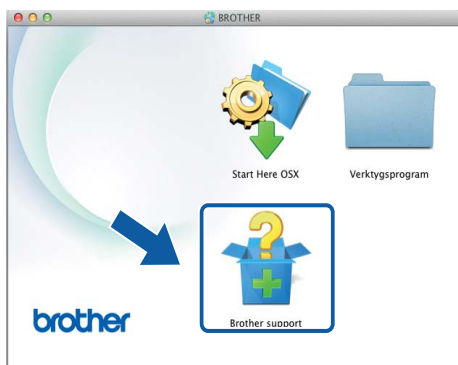 BROTHER
Start Here OSX
Verktygsprogram
Brother support
brother